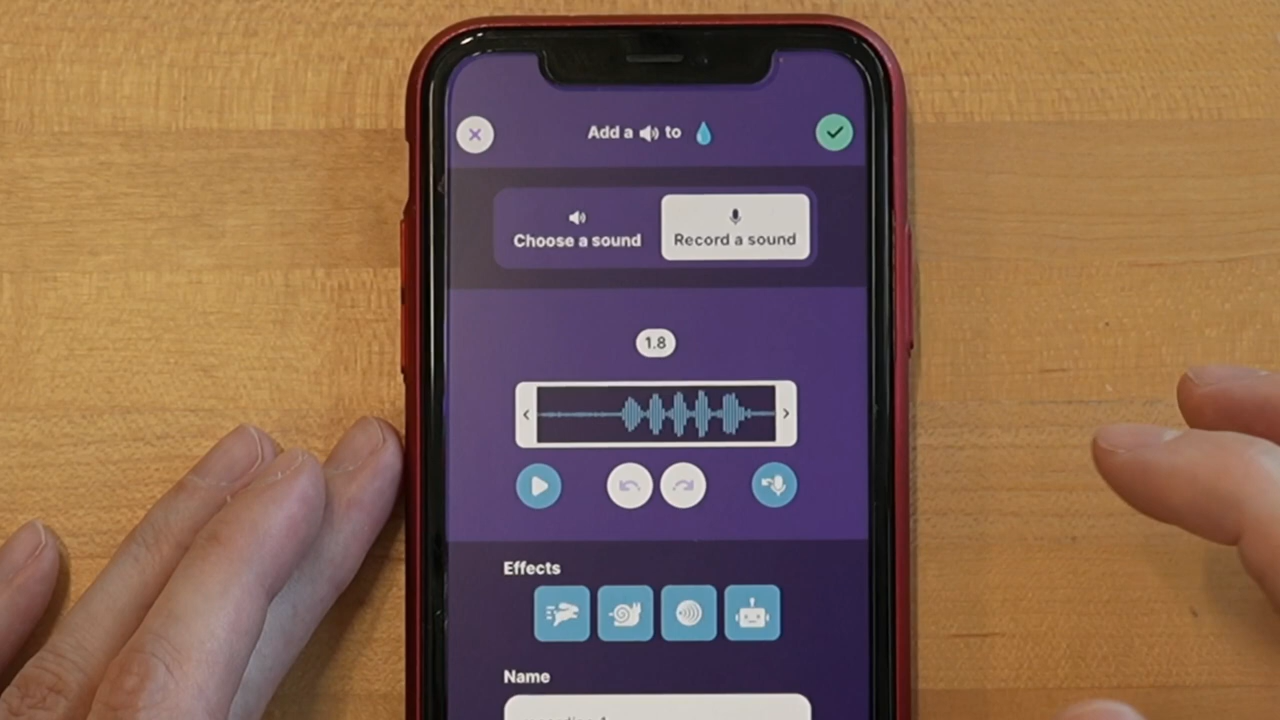 Add a to
Choose a sound
Record a sound
1.8
Effects
Name